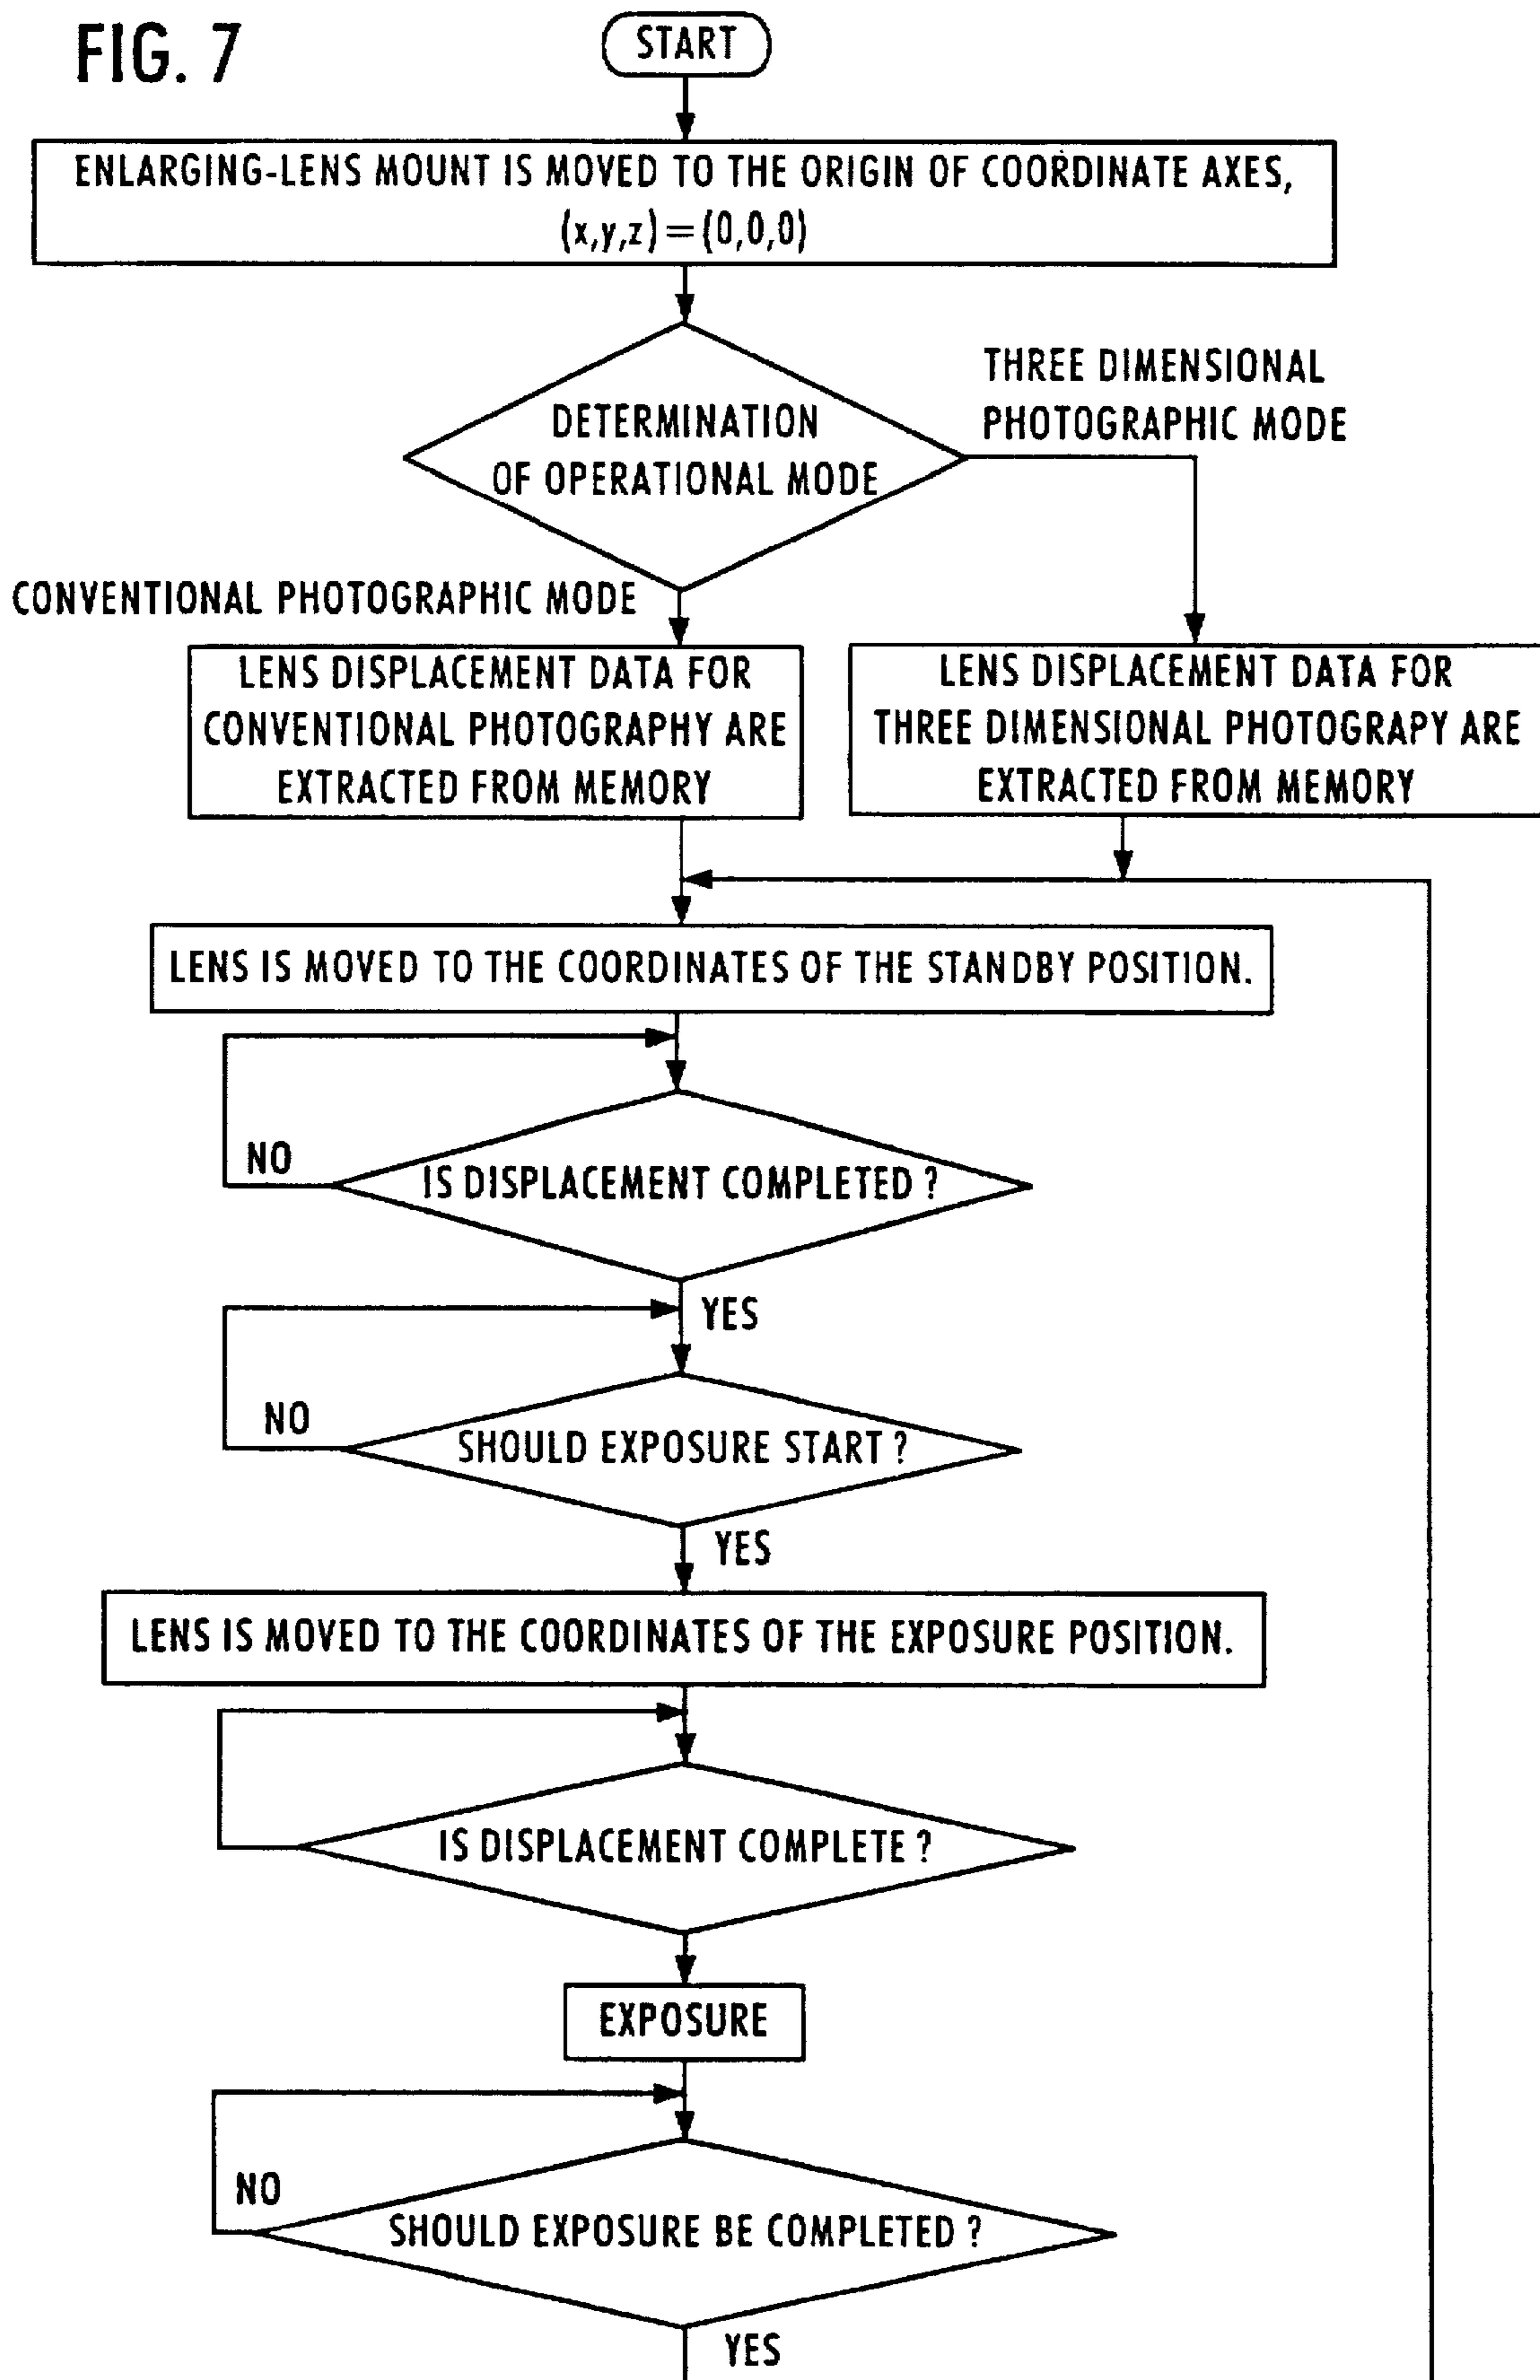 FIG. 7
START
ENLARGING-LENS MOUNT IS MOVED TO THE ORIGIN OF COORDINATE AXES,
(x,y,z)=(0,0,0)
DETERMINATION
OF OPERATIONAL MODE
THREE DIMENSIONAL
PHOTOGRAPHIC MODE
CONVENTIONAL PHOTOGRAPHIC MODE
LENS DISPLACEMENT DATA FOR
CONVENTIONAL PHOTOGRAPHY ARE
EXTRACTED FROM MEMORY
LENS DISPLACEMENT DATA FOR
THREE DIMENSIONAL PHOTOGRAPY ARE
EXTRACTED FROM MEMORY
LENS IS MOVED TO THE COORDINATES OF THE STANDBY POSITION.
NO
IS DISPLACEMENT COMPLETED ?
YES
NO
SHOULD EXPOSURE START ?
YES
LENS IS MOVED TO THE COORDINATES OF THE EXPOSURE POSITION.
IS DISPLACEMENT COMPLETE ?
EXPOSURE
NO
SHOULD EXPOSURE BE COMPLETED ?
YES